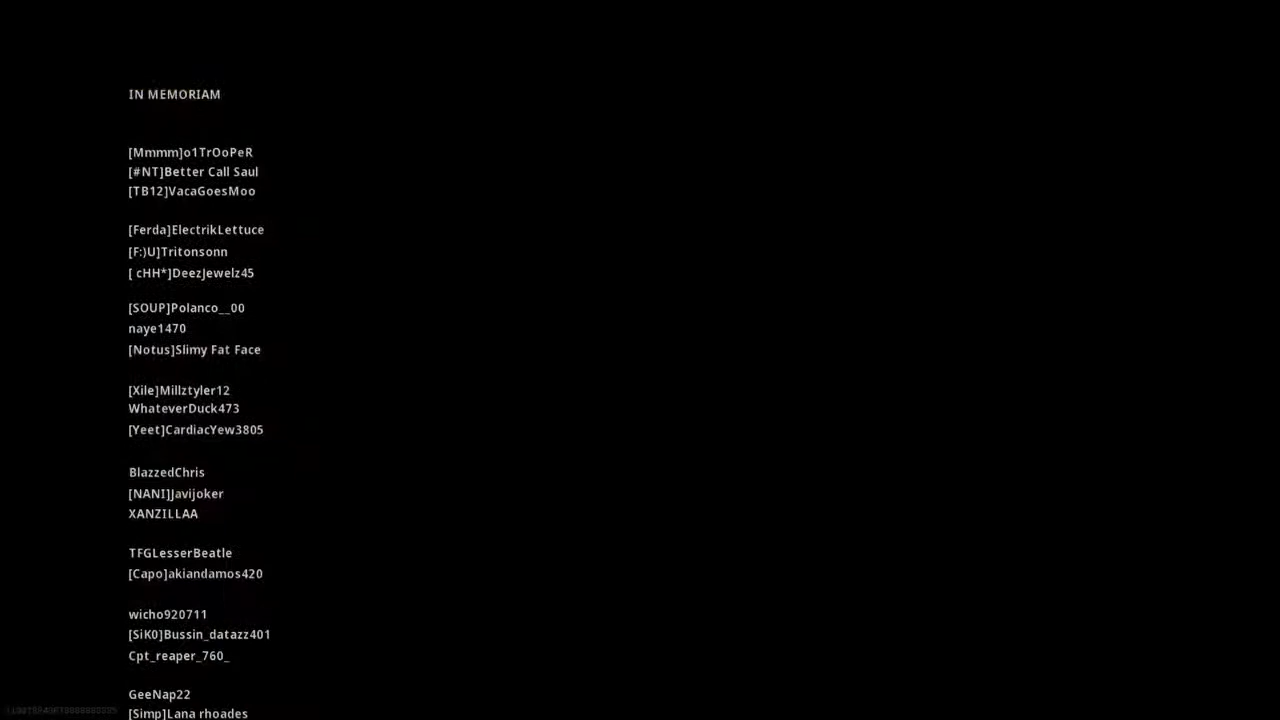 IN MEMORIAM
[Mmmm]o1TrOoPeR
[#NT]Better Call Saul
[TB12]VacaGoesMoo
[Ferda]ElectrikLettuce
[F:)U]Tritonsonn
[ cHH*]DeezJewelz45
[SOUP]Polanco__00
naye1470
[Notus]Slimy Fat Face
[Xile]Millztyler12
WhateverDuck473
[Yeet]CardiacYew3805
BlazzedChris
[NANI]Javijoker
XANZILLAA
TFGLesserBeatle
[Capo]akiandamos420
wicho920711
[SiK0]Bussin_datazz401
Cpt_reaper_760_
GeeNap22
[Simp]Lana rhoades